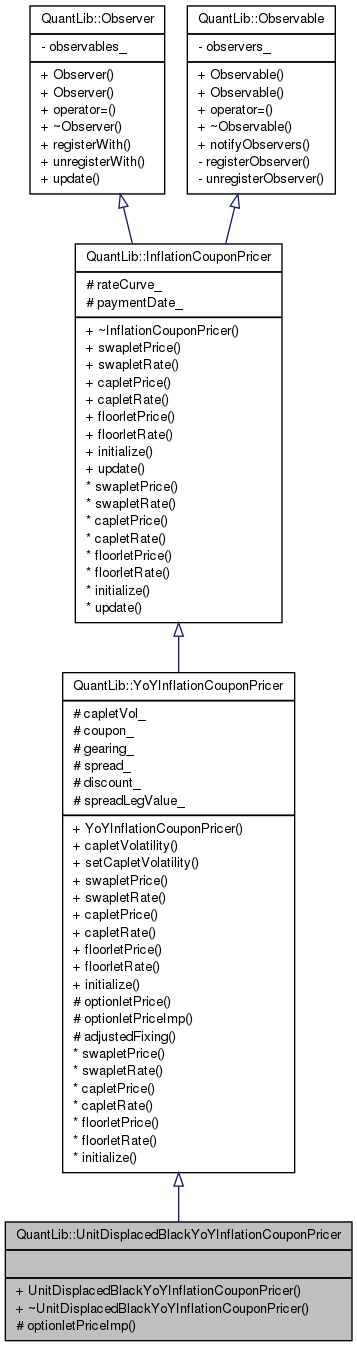 QuantLib::Observer
- observables_
+ Observer()
+ Observer()
+ operator=()
+ ~Observer()
+ registerWith()
+ unregisterWith()
+ update()
QuantLib::Observable
- observers_
+ Observable()
+ Observable()
+ operator=()
+ ~Observable()
+ notifyObservers()
- registerObserver()
- unregisterObserver()
QuantLib::InflationCouponPricer
# rateCurve_
# paymentDate_
+ ~InflationCouponPricer()
+ swapletPrice()
+ swapletRate()
+ capletPrice()
+ capletRate()
+ floorletPrice()
+ floorletRate()
+ initialize()
+ update()
* swapletPrice()
* swapletRate()
* capletPrice()
* capletRate()
* floorletPrice()
* floorletRate()
* initialize()
* update()
QuantLib::YoYInflationCouponPricer
# capletVol_
# coupon_
# gearing_
# spread_
# discount_
# spreadLegValue_
+ YoYInflationCouponPricer()
+ capletVolatility()
+ setCapletVolatility()
+ swapletPrice()
+ swapletRate()
+ capletPrice()
+ capletRate()
+ floorletPrice()
+ floorletRate()
+ initialize()
# optionletPrice()
# optionletPriceImp()
# adjustedFixing()
* swapletPrice()
* swapletRate()
* capletPrice()
* capletRate()
* floorletPrice()
* floorletRate()
* initialize()
QuantLib::UnitDisplacedBlackYoYInflationCouponPricer
+ UnitDisplacedBlackYoYInflationCouponPricer()
+ ~UnitDisplacedBlackYoYInflationCouponPricer()
# optionletPriceImp()